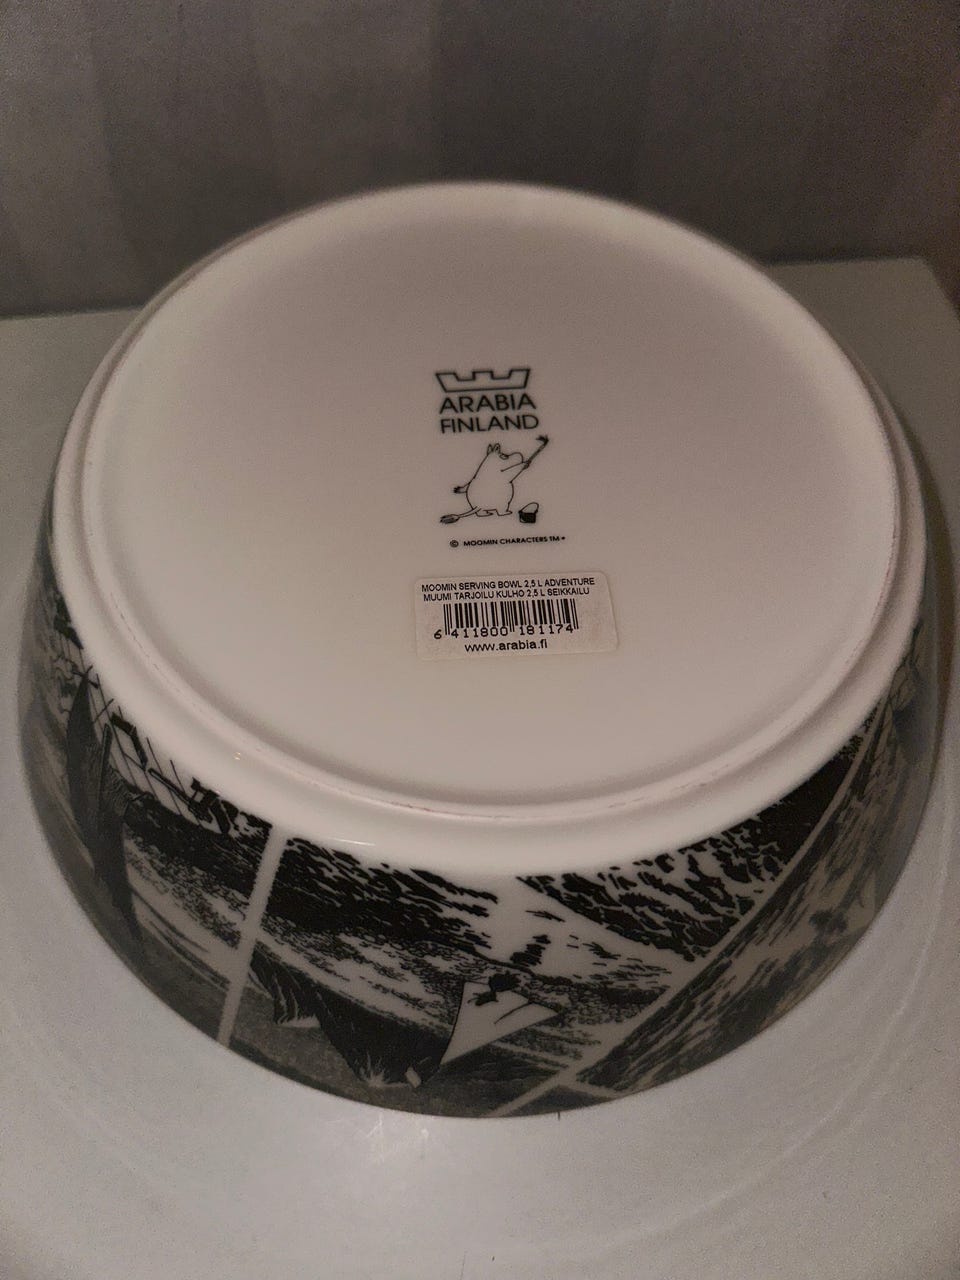 ARABIA
FINLAND
© MOOMIN CHARACTERS TM
MOOMIN SERVING BOWL 2,5 L ADVENTURE
MUUMI TARJOILU KULHO 2,5 L SEIKKAILU
6 411800 181174
www.arabia.fi